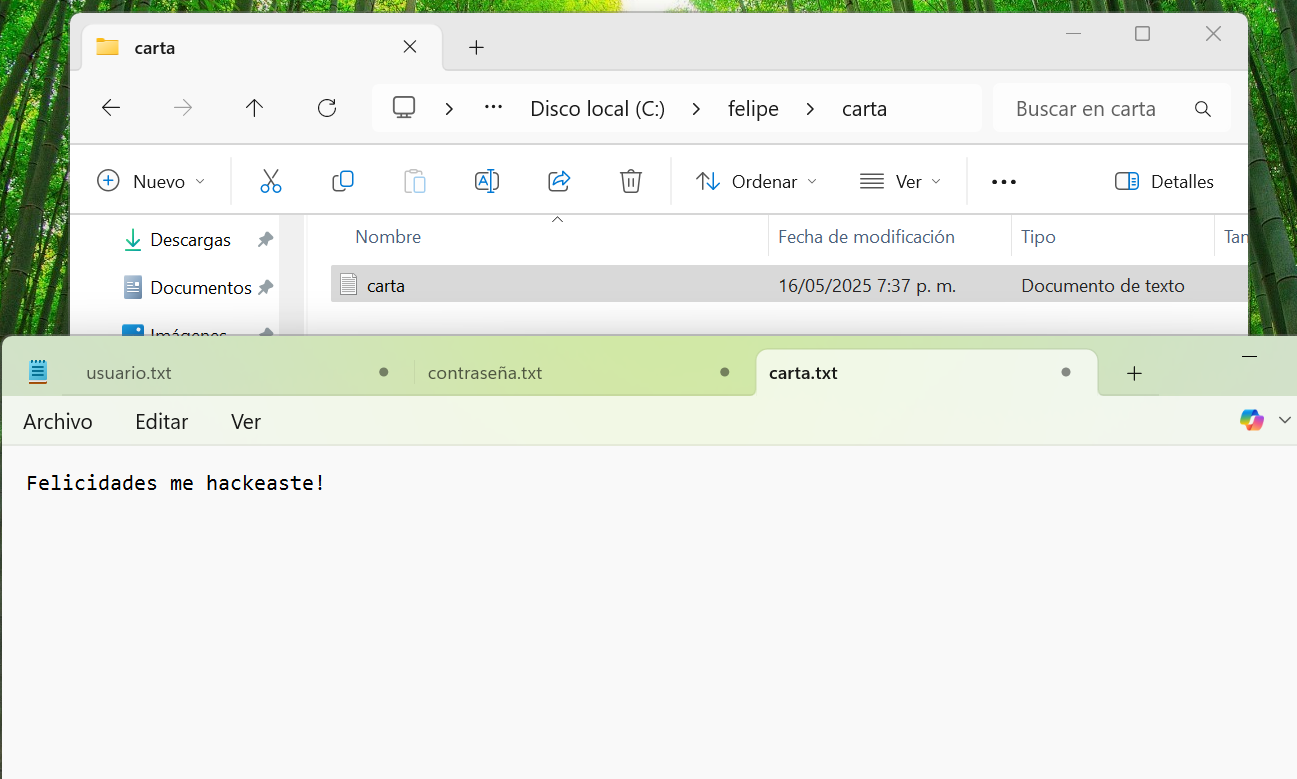 carta
Disco local (C:) felipe carta
Buscar en carta
Nuevo
Ordenar
Ver
Detalles
Descargas
Documentos
Imágenes
Nombre
Fecha de modificación
Tipo
Tan
carta
16/05/2025 7:37 p. m.
Documento de texto
usuario.txt
contraseña.txt
carta.txt
Archivo
Editar
Ver
Felicidades me hackeaste!